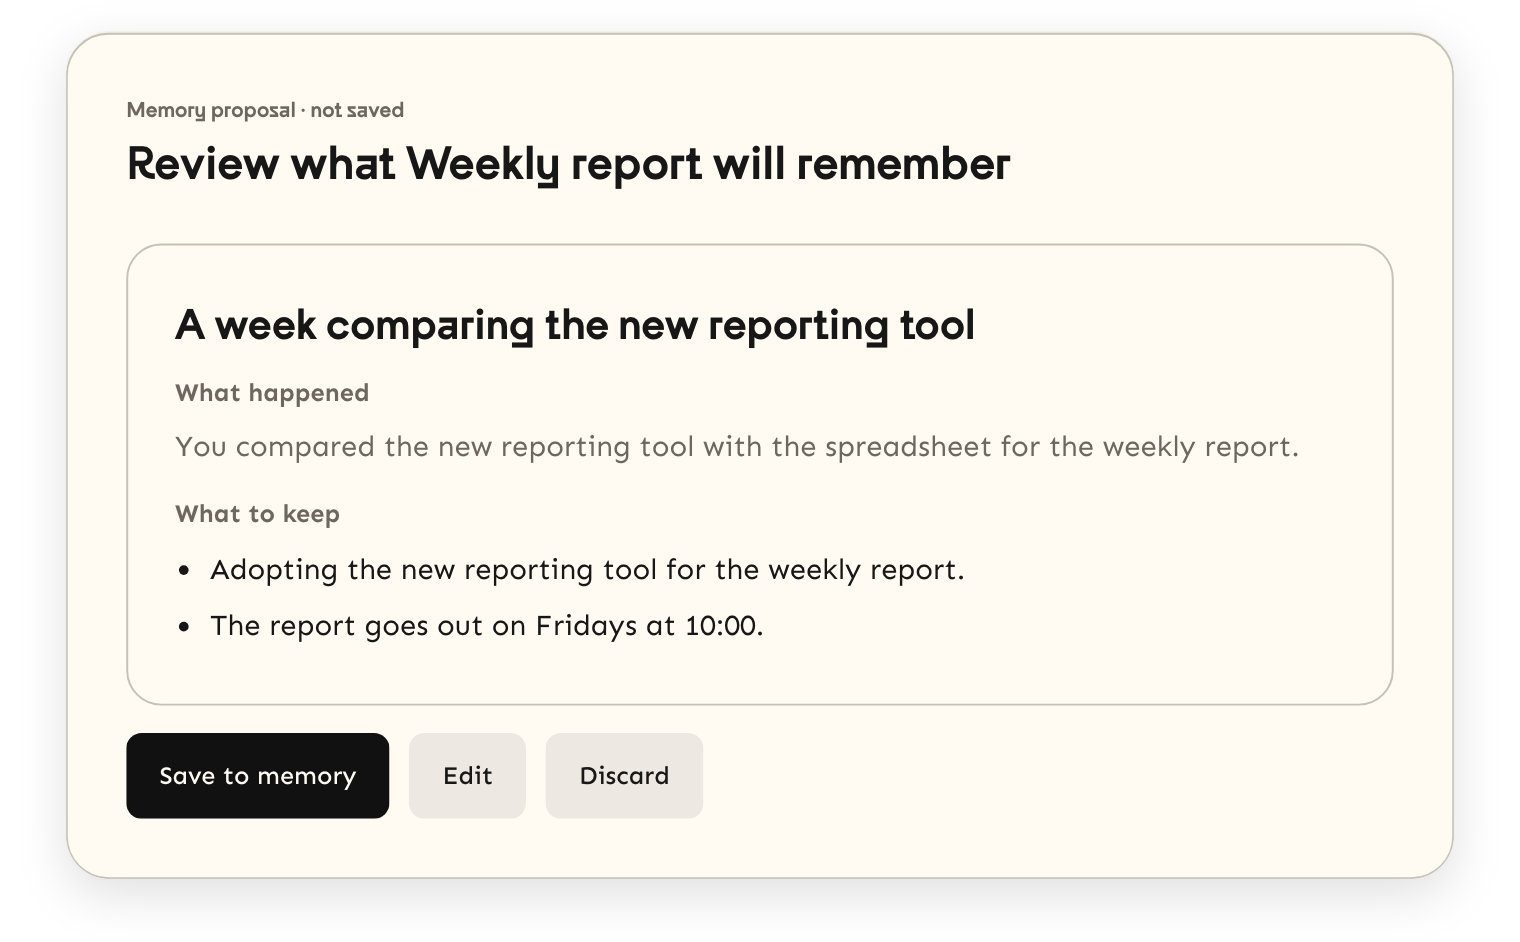 Memory proposal · not saved
Review what Weekly report will remember
A week comparing the new reporting tool
What happened
You compared the new reporting tool with the spreadsheet for the weekly report.
What to keep
• Adopting the new reporting tool for the weekly report.
• The report goes out on Fridays at 10:00.
Save to memory
Edit
Discard